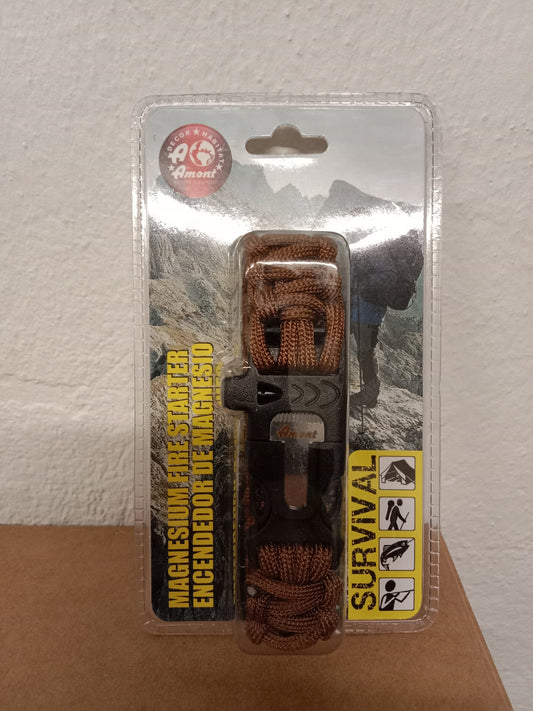 DECOR ★ HABITAT
Amont
Amont
MAGNESIUM FIRE STARTER
ENCENDEDOR DE MAGNESIO
SURVIVAL